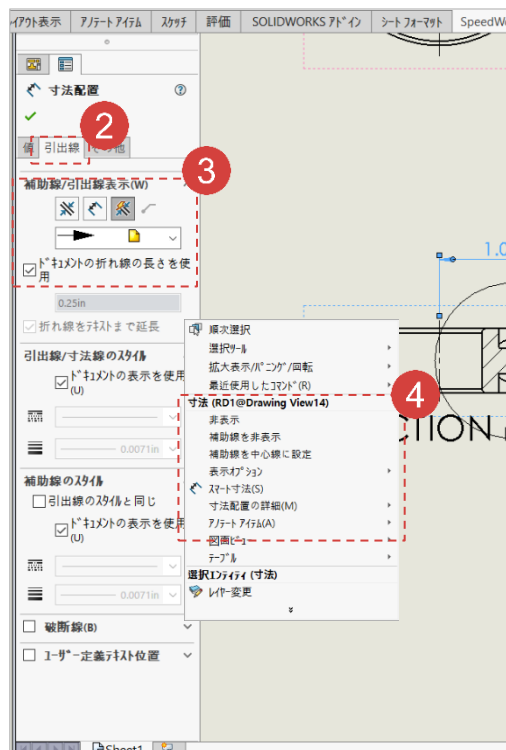 イアウト表示 アノテート アイテム スケッチ 評価 SOLIDWORKS アドイン シート フォーマット SpeedWo
寸法配置
2
値 引出線 その他
3
補助線/引出線表示(W)
ドキュメントの折れ線の長さを使用
0.25in
折れ線をテキストまで延長
引出線/寸法線のスタイル
ドキュメントの表示を使用
(U)
0.0071in
補助線のスタイル
引出線のスタイルと同じ
ドキュメントの表示を使用
(U)
0.0071in
破断線(B)
ユーザー定義テキスト位置
順次選択
選択ツール
拡大表示/パニング/回転
最近使用したコマンド(R)
4
寸法 (RD1@Drawing View14)
非表示
補助線を非表示
補助線を中心線に設定
表示オプション
スマート寸法(S)
寸法配置の詳細(M)
アノテート アイテム(A)
図面ビュー
テーブル
選択エンティティ (寸法)
レイヤー変更
1.0
CTION
Sheet1